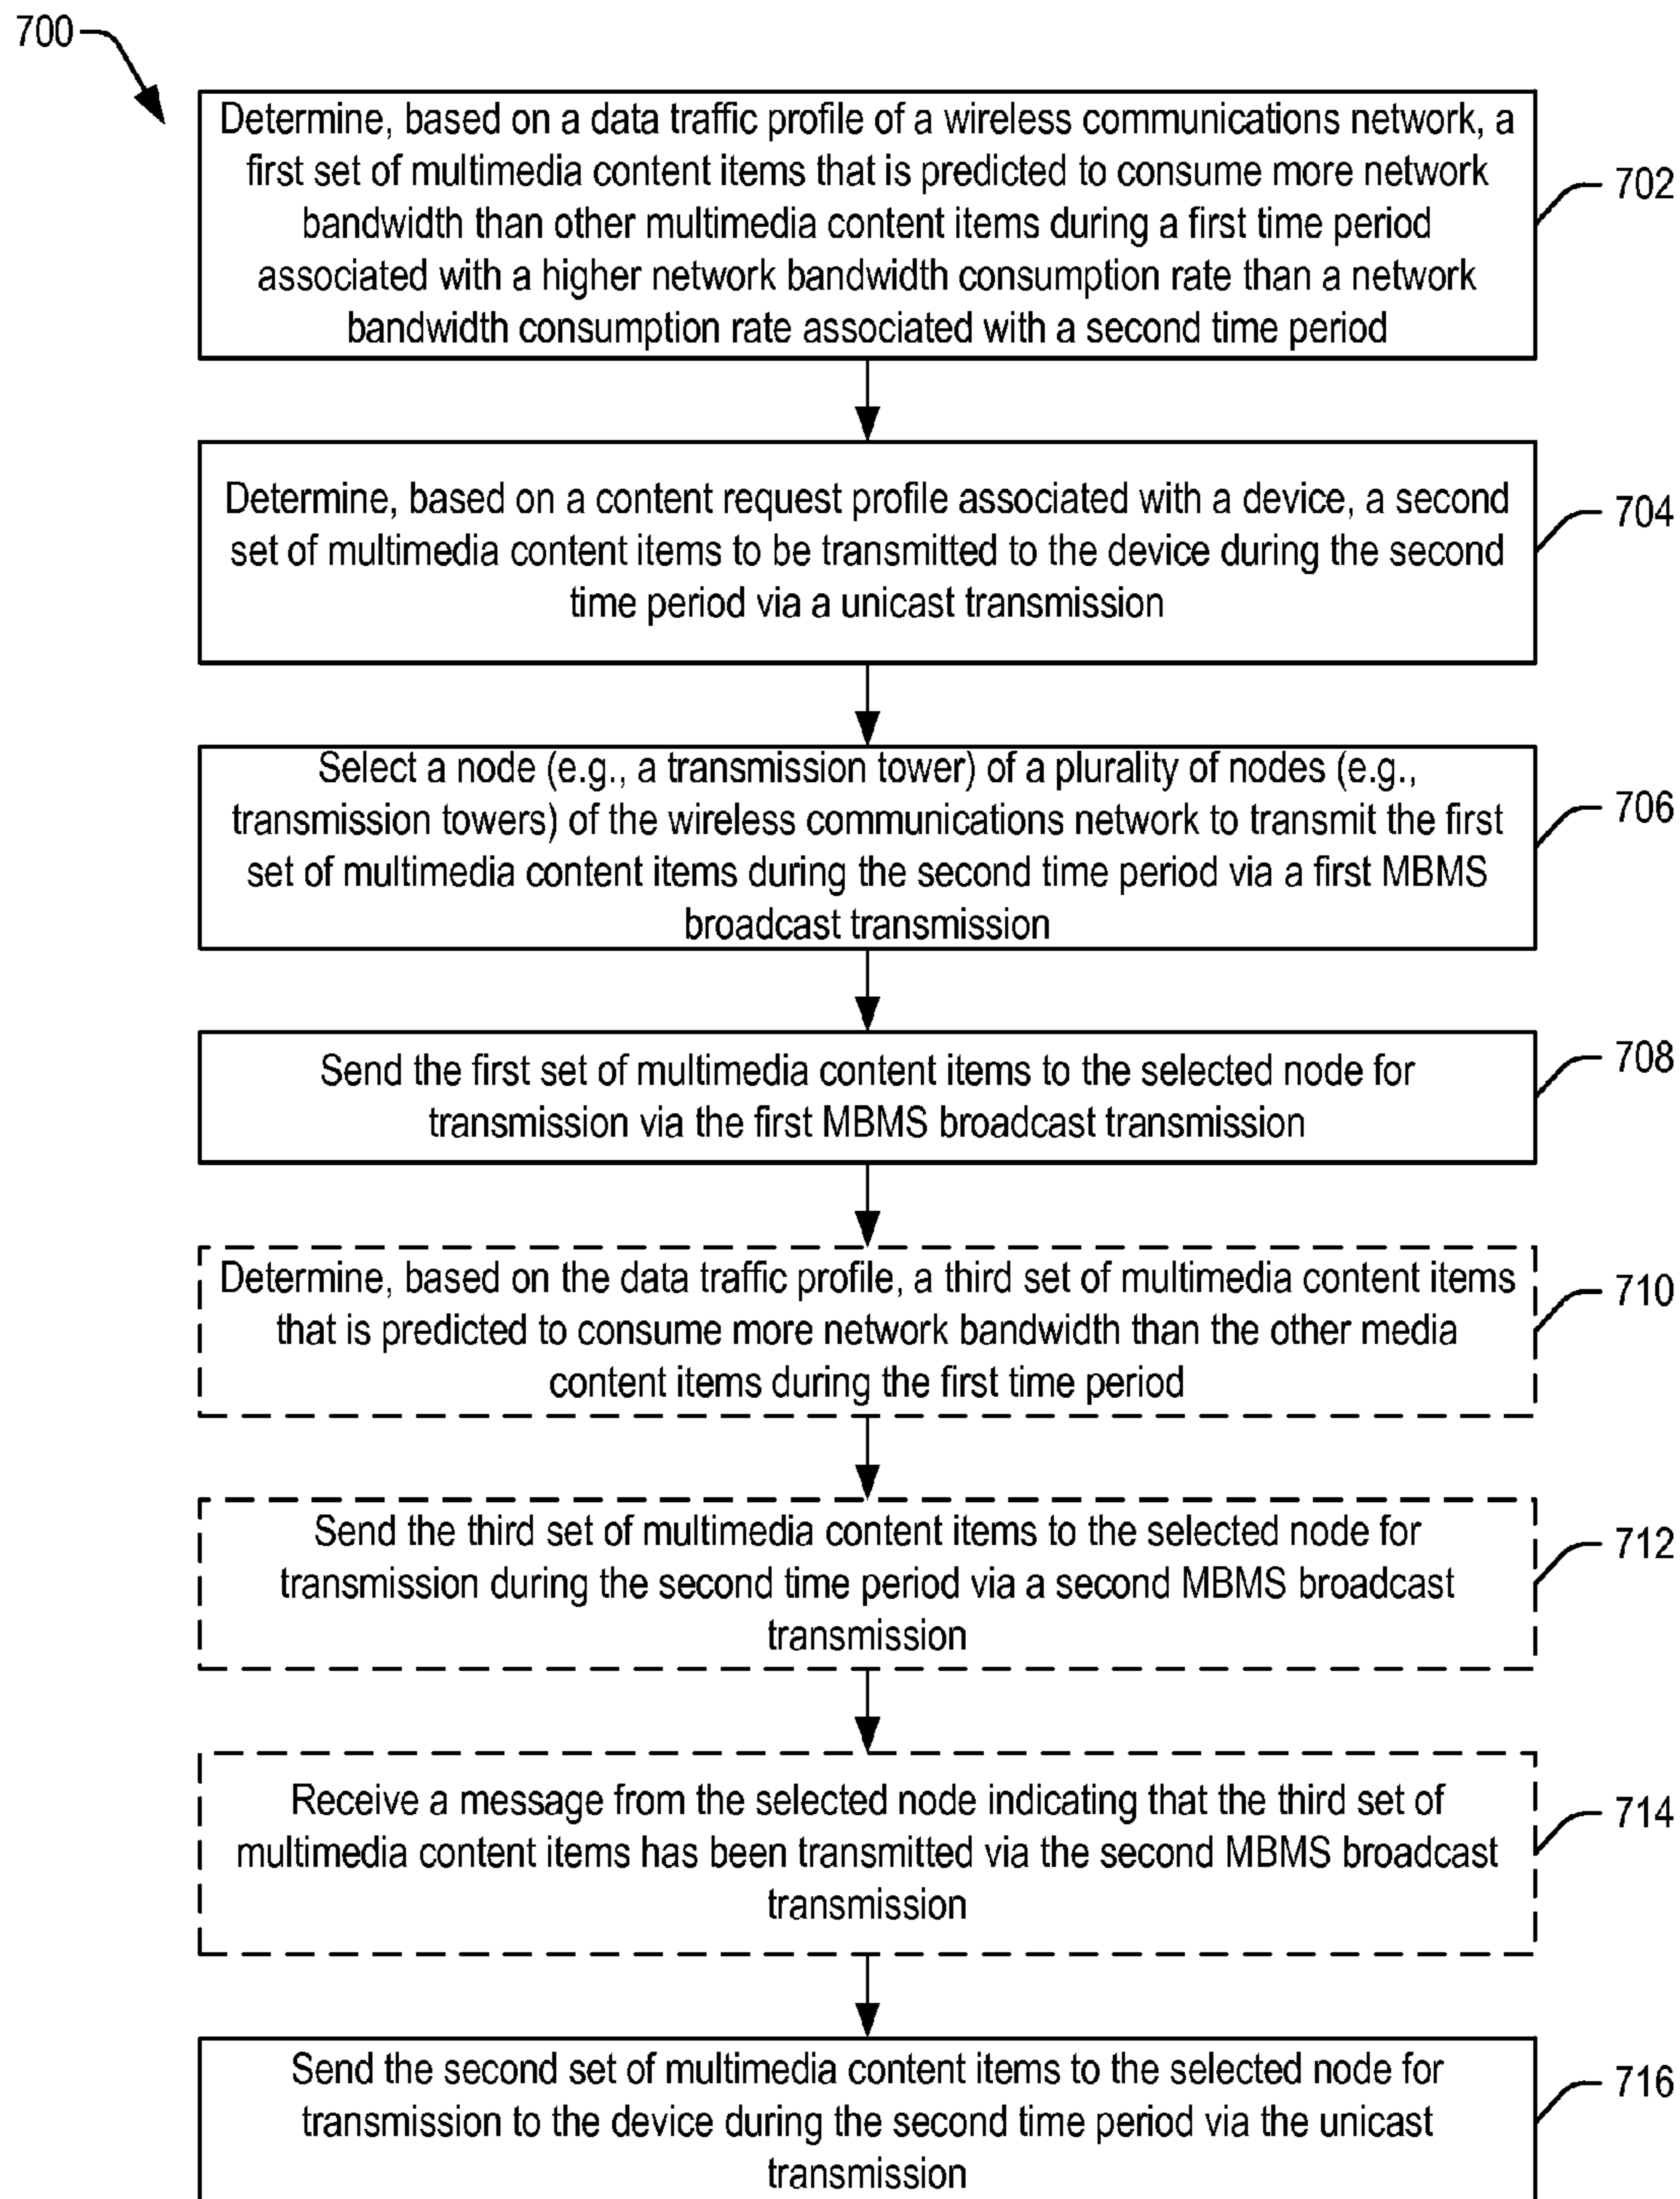 700
Determine, based on a data traffic profile of a wireless communications network, a
first set of multimedia content items that is predicted to consume more network
bandwidth than other multimedia content items during a first time period
associated with a higher network bandwidth consumption rate than a network
bandwidth consumption rate associated with a second time period
702
Determine, based on a content request profile associated with a device, a second
set of multimedia content items to be transmitted to the device during the second
time period via a unicast transmission
704
Select a node (e.g., a transmission tower) of a plurality of nodes (e.g.,
transmission towers) of the wireless communications network to transmit the first
set of multimedia content items during the second time period via a first MBMS
broadcast transmission
706
Send the first set of multimedia content items to the selected node for
transmission via the first MBMS broadcast transmission
708
Determine, based on the data traffic profile, a third set of multimedia content items
that is predicted to consume more network bandwidth than the other media
content items during the first time period
710
Send the third set of multimedia content items to the selected node for
transmission during the second time period via a second MBMS broadcast
transmission
712
Receive a message from the selected node indicating that the third set of
multimedia content items has been transmitted via the second MBMS broadcast
transmission
714
Send the second set of multimedia content items to the selected node for
transmission to the device during the second time period via the unicast
transmission
716